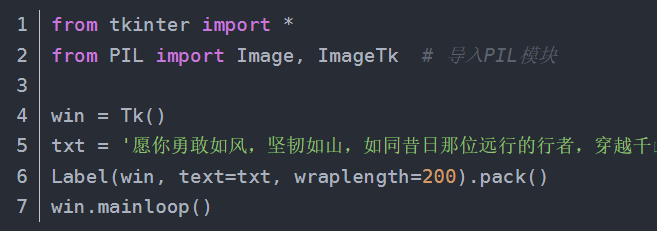 1 from tkinter import *
2 from PIL import Image, ImageTk  # 导入PIL模块
3
4 win = Tk()
5 txt = '愿你勇敢如风，坚韧如山，如同昔日那位远行的行者，穿越千
6 Label(win, text=txt, wraplength=200).pack()
7 win.mainloop()